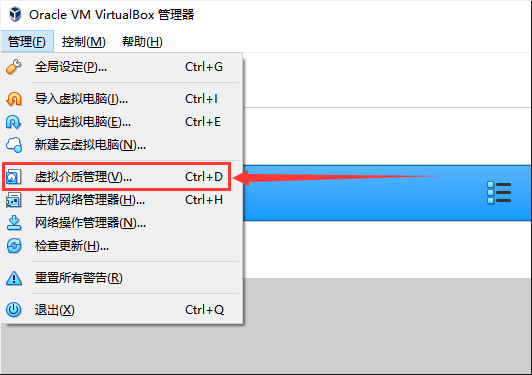 Oracle VM VirtualBox 管理器
管理(F) 控制(M) 帮助(H)
全局设定(P)... Ctrl+G
导入虚拟电脑(I)... Ctrl+I
导出虚拟电脑(E)... Ctrl+E
新建云虚拟电脑(N)...
虚拟介质管理(V)... Ctrl+D
主机网络管理器(H)... Ctrl+H
网络操作管理器(N)...
检查更新(H)...
重置所有警告(R)
退出(X) Ctrl+Q